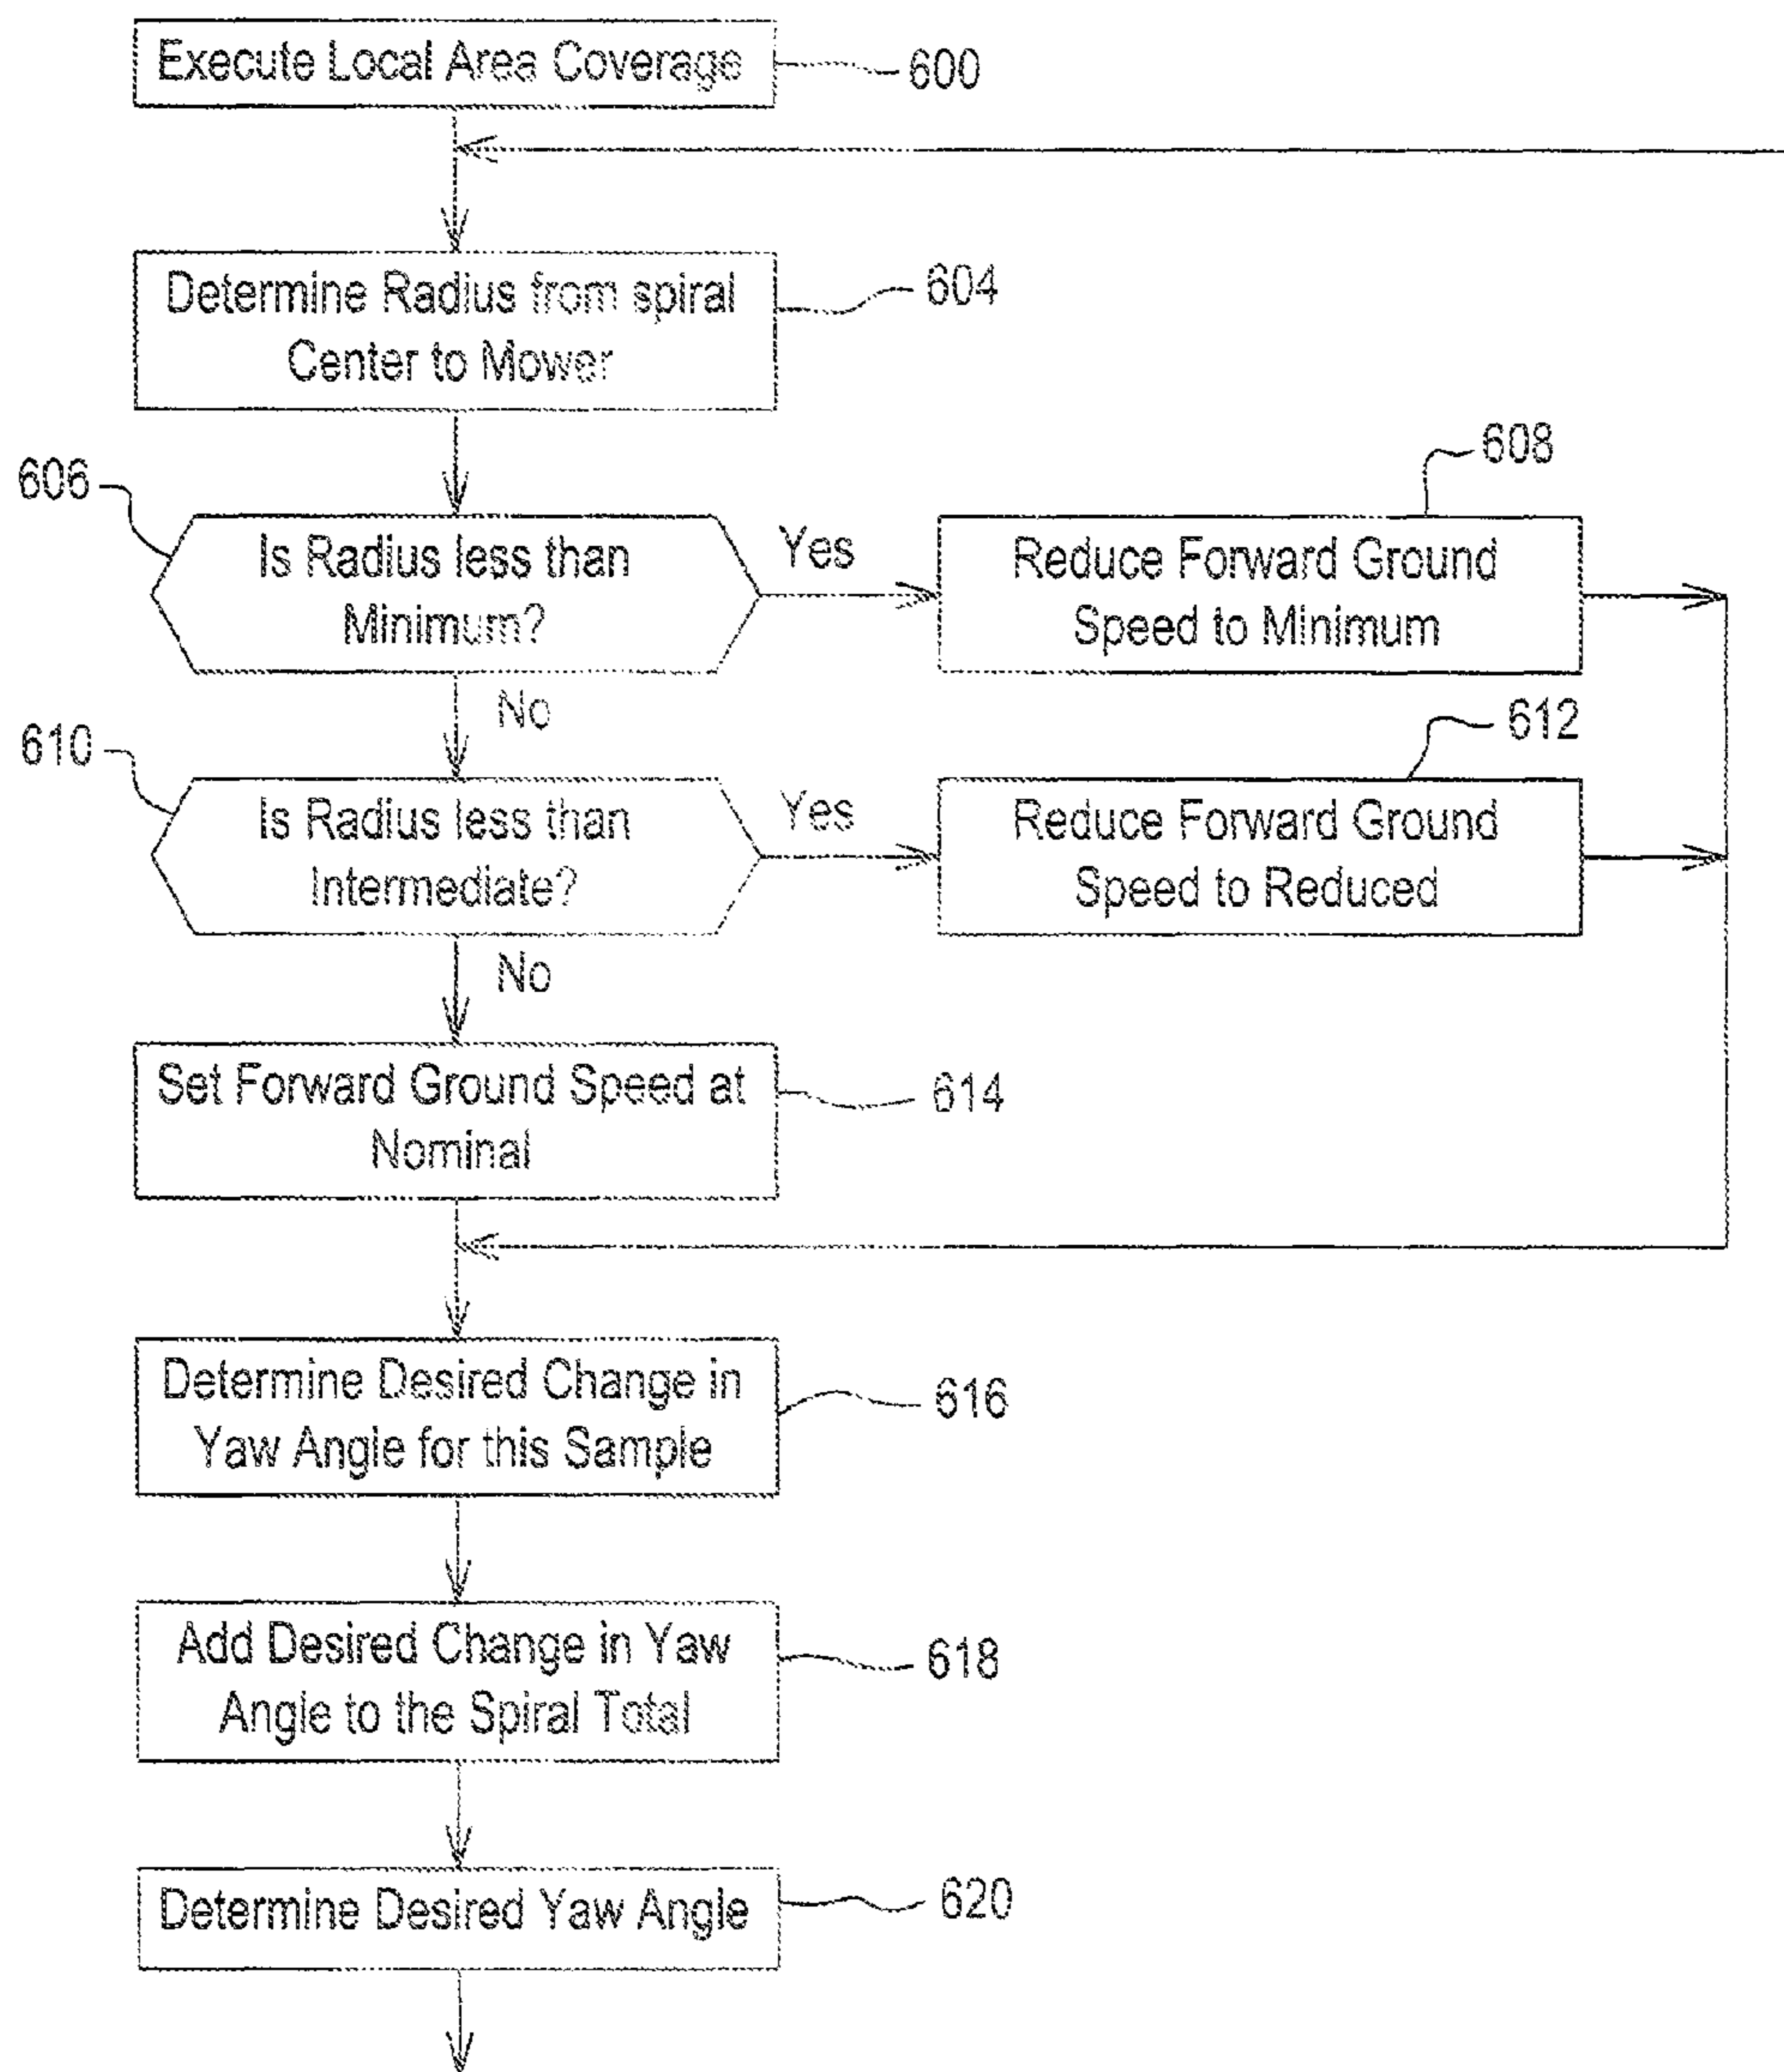 Execute Local Area Coverage
600
Determine Radius from spiral
Center to Mower
604
606
Is Radius less than
Minimum?
Yes
608
Reduce Forward Ground
Speed to Minimum
No
610
Is Radius less than
Intermediate?
Yes
612
Reduce Forward Ground
Speed to Reduced
No
Set Forward Ground Speed at
Nominal
614
Determine Desired Change in
Yaw Angle for this Sample
616
Add Desired Change in Yaw
Angle to the Spiral Total
618
Determine Desired Yaw Angle
620